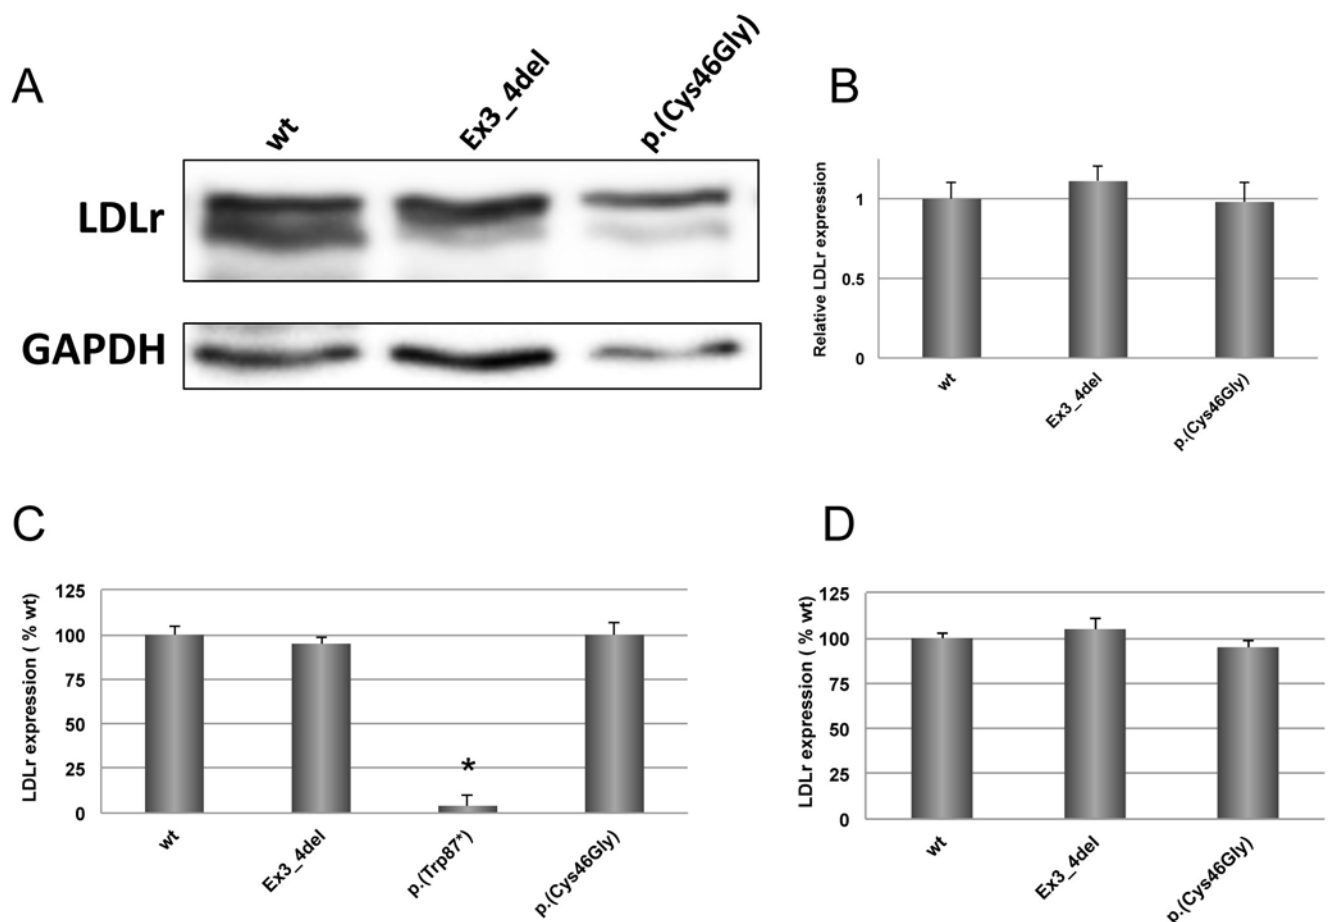 A
wt
Ex3_4del
p.(Cys46Gly)
LDLr
GAPDH
B
Relative LDLr expression
1
0.5
0
wt
Ex3_4del
p.(Cys46Gly)
C
LDLr expression ( % wt)
125
100
75
50
25
0
*
wt
Ex3_4del
p.(Trp87*)
p.(Cys46Gly)
D
LDLr expression ( % wt)
125
100
75
50
25
0
wt
Ex3_4del
p.(Cys46Gly)